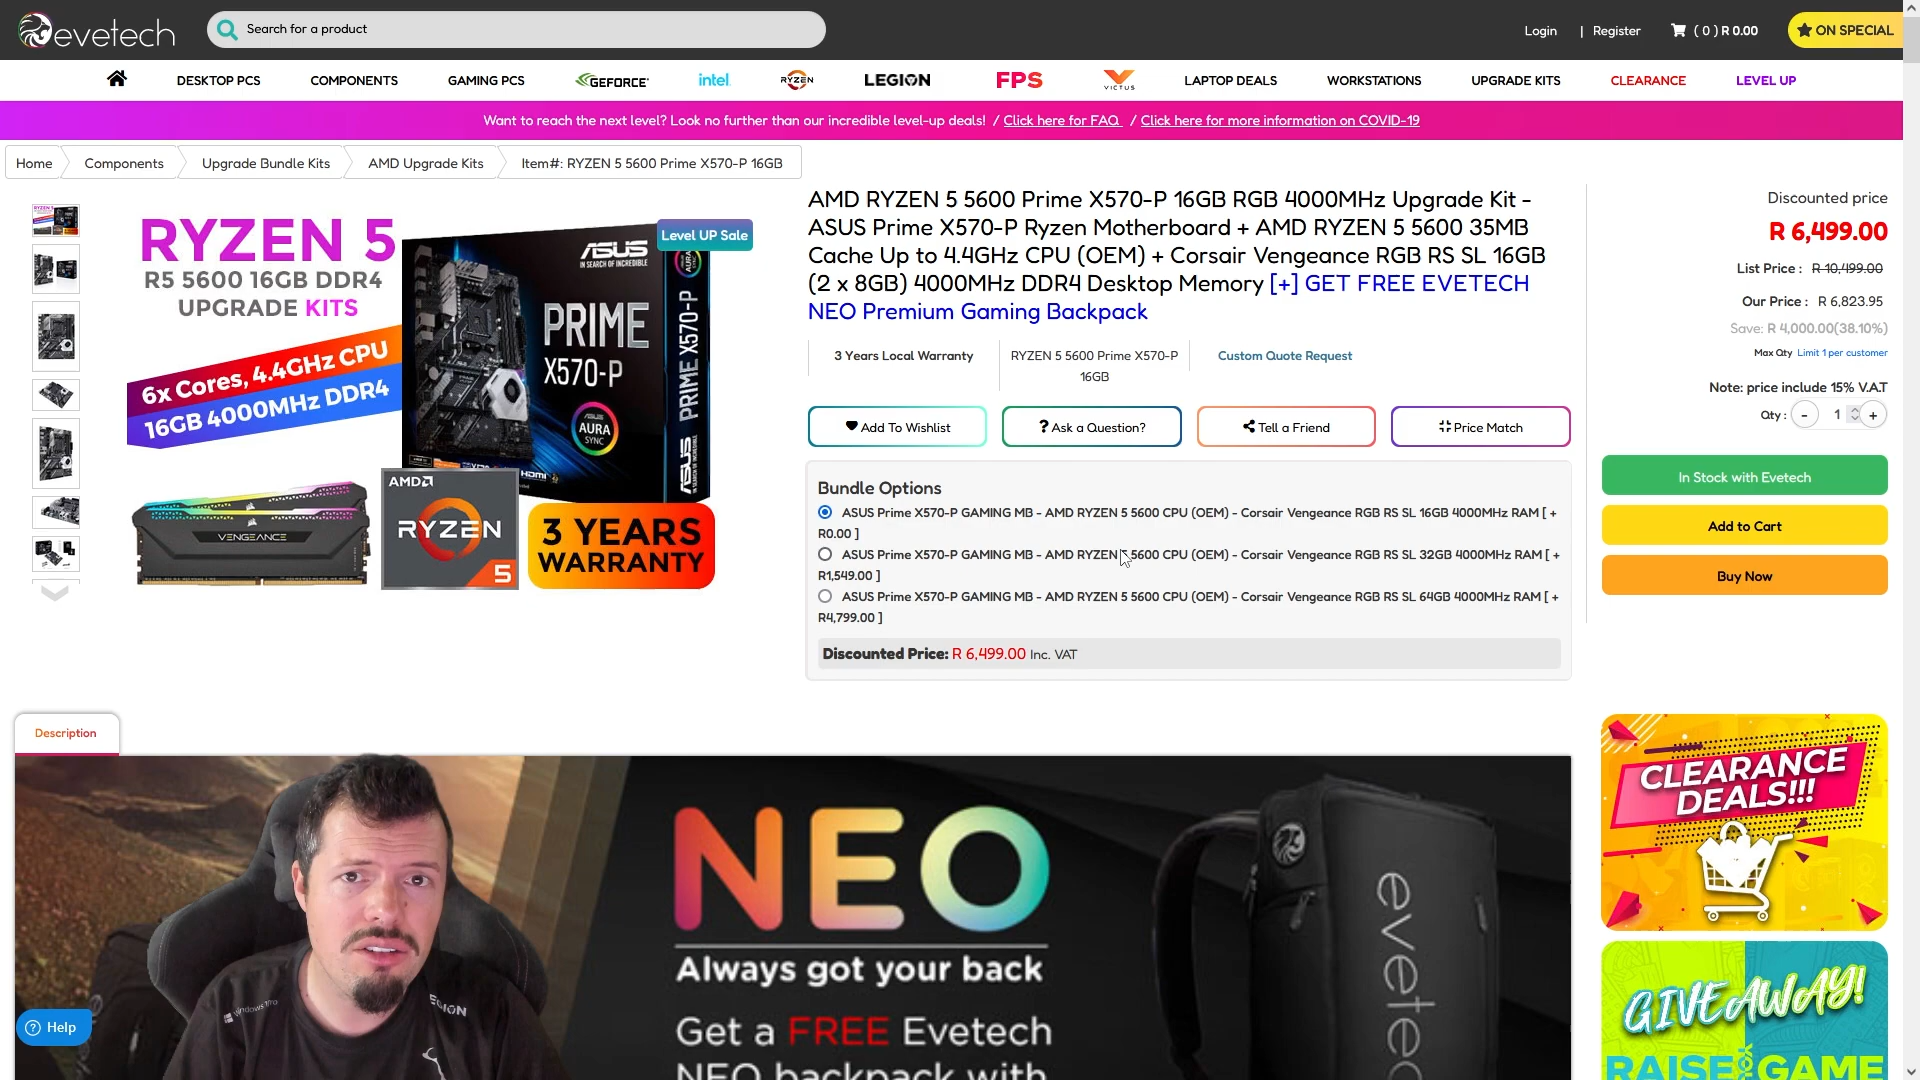 evetech
Search for a product
Login | Register ( 0 ) R 0.00 ON SPECIAL
DESKTOP PCS COMPONENTS GAMING PCS GEFORCE intel RYZEN LEGION FPS VICTUS LAPTOP DEALS WORKSTATIONS UPGRADE KITS CLEARANCE LEVEL UP
Want to reach the next level? Look no further than our incredible level-up deals! / Click here for FAQ / Click here for more information on COVID-19
Home Components Upgrade Bundle Kits AMD Upgrade Kits Item#: RYZEN 5 5600 Prime X570-P 16GB
RYZEN 5
R5 5600 16GB DDR4
UPGRADE KITS
6x Cores, 4.4GHz CPU
16GB 4000MHz DDR4
Level UP Sale
ASUS
IN SEARCH OF INCREDIBLE
PRIME
X570-P
AURA
SYNC
HDMI
ASUS PRIME X570-P
VENGEANCE
AMD
RYZEN
5
3 YEARS
WARRANTY
AMD RYZEN 5 5600 Prime X570-P 16GB RGB 4000MHz Upgrade Kit -
ASUS Prime X570-P Ryzen Motherboard + AMD RYZEN 5 5600 35MB
Cache Up to 4.4GHz CPU (OEM) + Corsair Vengeance RGB RS SL 16GB
(2 x 8GB) 4000MHz DDR4 Desktop Memory [+] GET FREE EVETECH
NEO Premium Gaming Backpack
3 Years Local Warranty
RYZEN 5 5600 Prime X570-P
16GB
Custom Quote Request
Add To Wishlist
? Ask a Question?
Tell a Friend
Price Match
Bundle Options
ASUS Prime X570-P GAMING MB - AMD RYZEN 5 5600 CPU (OEM) - Corsair Vengeance RGB RS SL 16GB 4000MHz RAM [ +
R0.00 ]
ASUS Prime X570-P GAMING MB - AMD RYZEN 5 5600 CPU (OEM) - Corsair Vengeance RGB RS SL 32GB 4000MHz RAM [ +
R1,549.00 ]
ASUS Prime X570-P GAMING MB - AMD RYZEN 5 5600 CPU (OEM) - Corsair Vengeance RGB RS SL 64GB 4000MHz RAM [ +
R4,799.00 ]
Discounted Price: R 6,499.00 Inc. VAT
Discounted price
R 6,499.00
List Price : R 10,499.00
Our Price : R 6,823.95
Save: R 4,000.00(38.10%)
Max Qty Limit 1 per customer
Note: price include 15% V.A.T
Qty : - 1 +
In Stock with Evetech
Add to Cart
Buy Now
Description
NEO
Always got your back
Get a FREE Evetech
NEO backpack with
evetec
windows 11 Pro
LEGION
Help
CLEARANCE
DEALS!!!
GIVEAWAY!
RAISE YOUR GAME